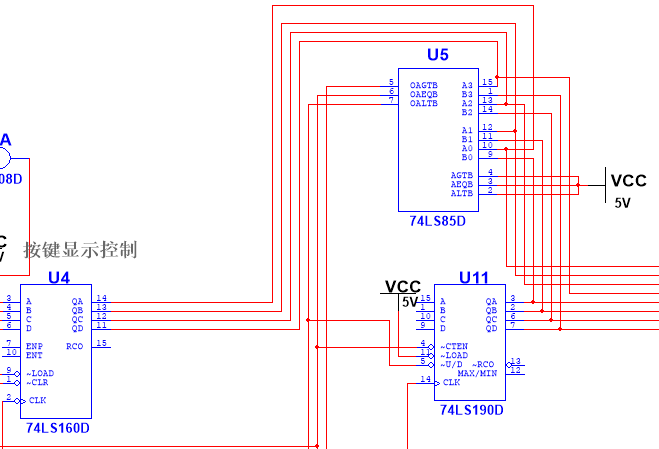 U5
5 OAGTB A3 15
6 OAEQB B3 1
7 OALTB A2 13
B2 14
A1 12
B1 11
A0 10
B0 9
AGTB 4
AEQB 3
ALTB 2
74LS85D
VCC
5V
A
08D
C
V
按键显示控制
U4
3 A QA 14
4 B QB 13
5 C QC 12
6 D QD 11
7 ENP RCO 15
10 ENT
9 ~LOAD
1 ~CLR
2 CLK
74LS160D
VCC
5V
U11
15 A QA 3
1 B QB 2
10 C QC 6
9 D QD 7
4 ~CTEN
11 ~LOAD
5 ~U/D ~RCO 13
MAX/MIN 12
14 CLK
74LS190D